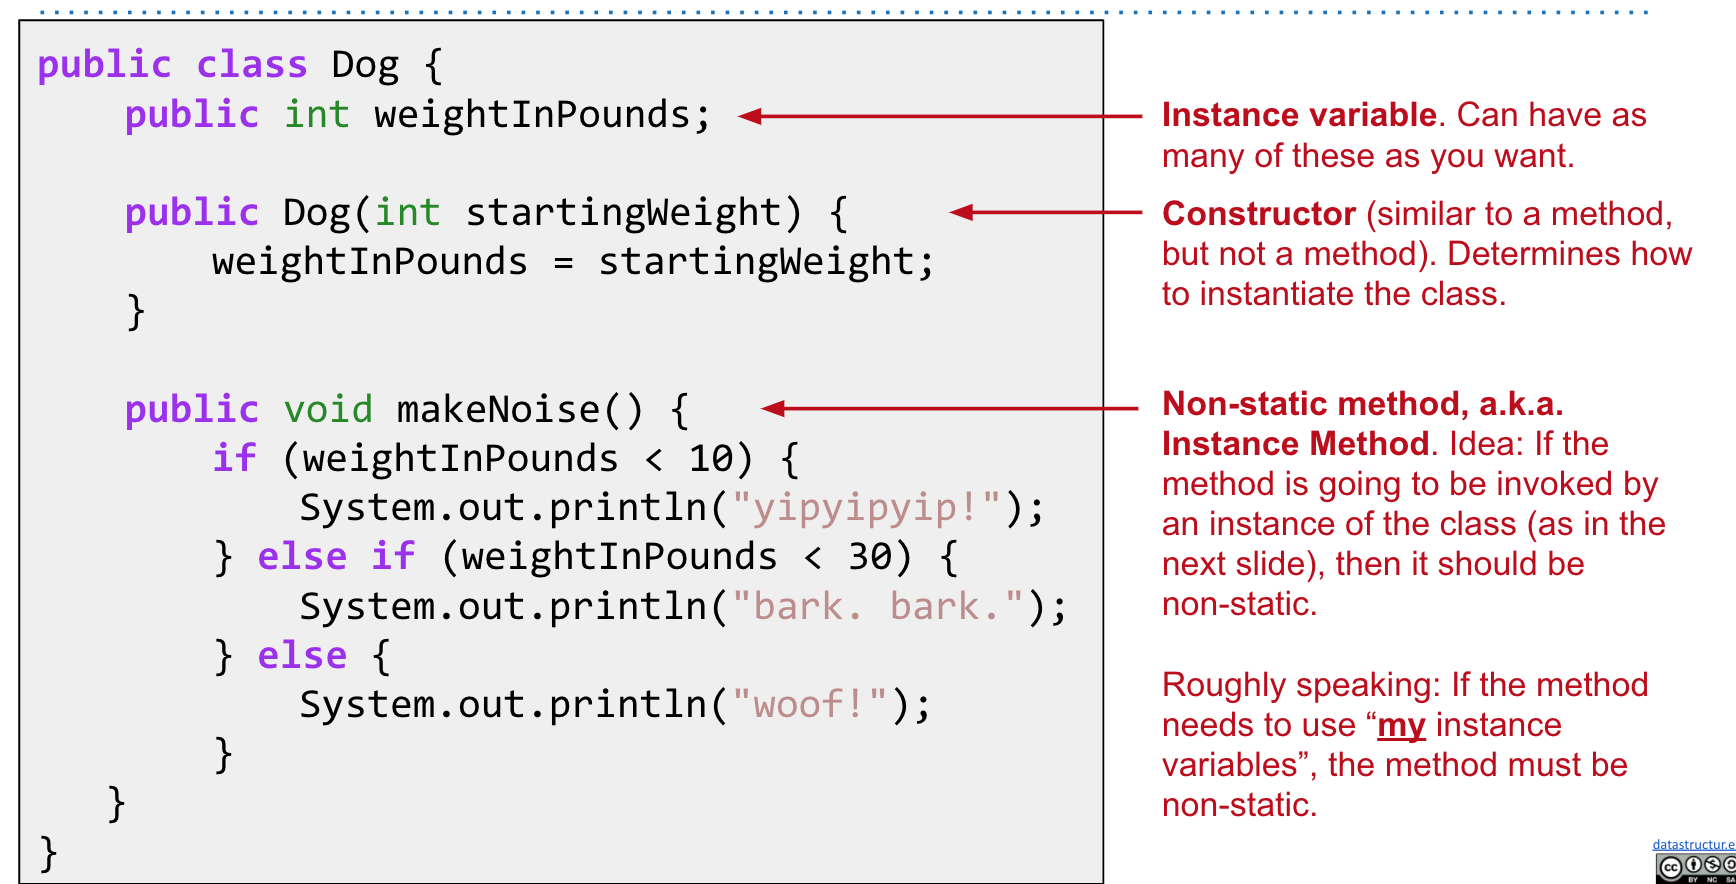 public class Dog {
public int weightInPounds;
public Dog(int startingWeight) {
weightInPounds = startingWeight;
}
public void makeNoise() {
if (weightInPounds < 10) {
System.out.println("yipyipyip!");
} else if (weightInPounds < 30) {
System.out.println("bark. bark.");
} else {
System.out.println("woof!");
}
}
}
Instance variable. Can have as
many of these as you want.
Constructor (similar to a method,
but not a method). Determines how
to instantiate the class.
Non-static method, a.k.a.
Instance Method. Idea: If the
method is going to be invoked by
an instance of the class (as in the
next slide), then it should be
non-static.
Roughly speaking: If the method
needs to use “my instance
variables”, the method must be
non-static.
datastructur.e
cc
BY NC SA